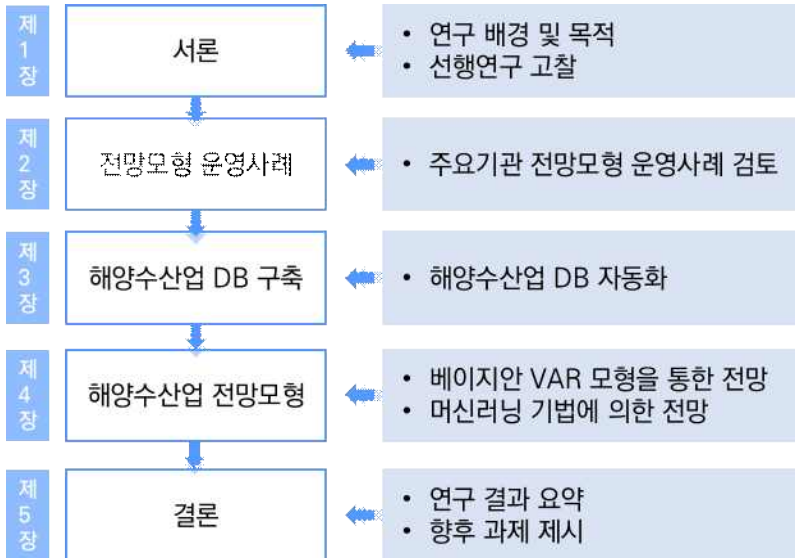 제
1
장
서론
• 연구 배경 및 목적
• 선행연구 고찰
제
2
장
전망모형 운영사례
• 주요기관 전망모형 운영사례 검토
제
3
장
해양수산업 DB 구축
• 해양수산업 DB 자동화
제
4
장
해양수산업 전망모형
• 베이지안 VAR 모형을 통한 전망
• 머신러닝 기법에 의한 전망
제
5
장
결론
• 연구 결과 요약
• 향후 과제 제시